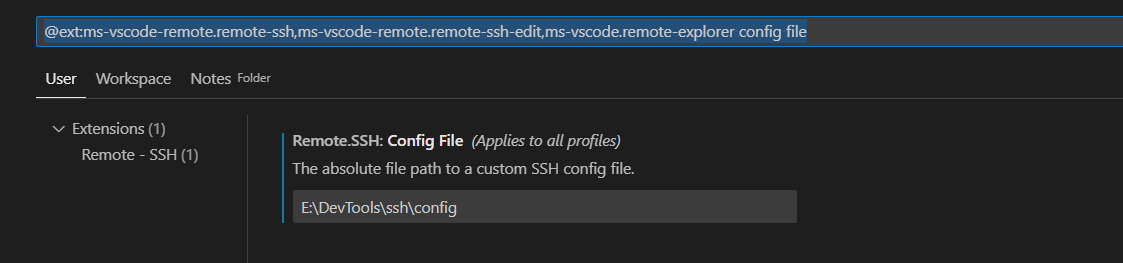 @ext:ms-vscode-remote.remote-ssh,ms-vscode-remote.remote-ssh-edit,ms-vscode.remote-explorer config file
User Workspace Notes Folder
Extensions (1)
Remote - SSH (1)
Remote.SSH: Config File (Applies to all profiles)
The absolute file path to a custom SSH config file.
E:\DevTools\ssh\config